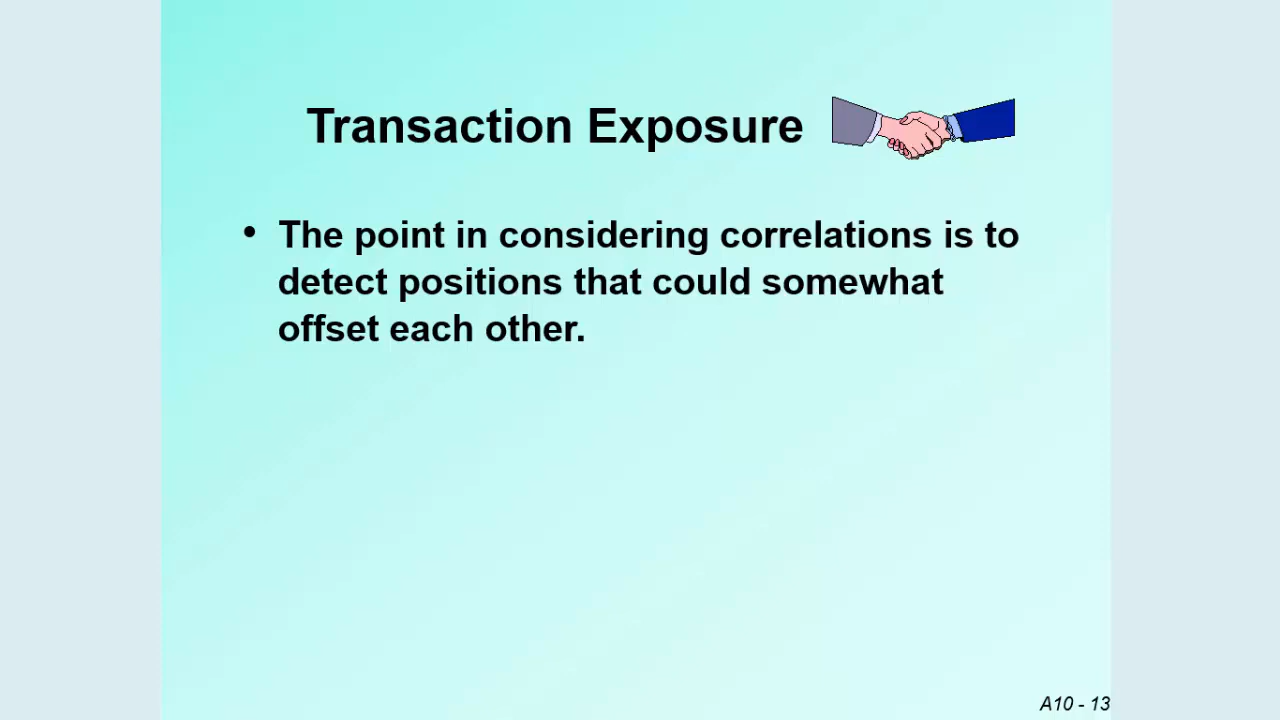 Transaction Exposure
• The point in considering correlations is to
detect positions that could somewhat
offset each other.
A10 - 13